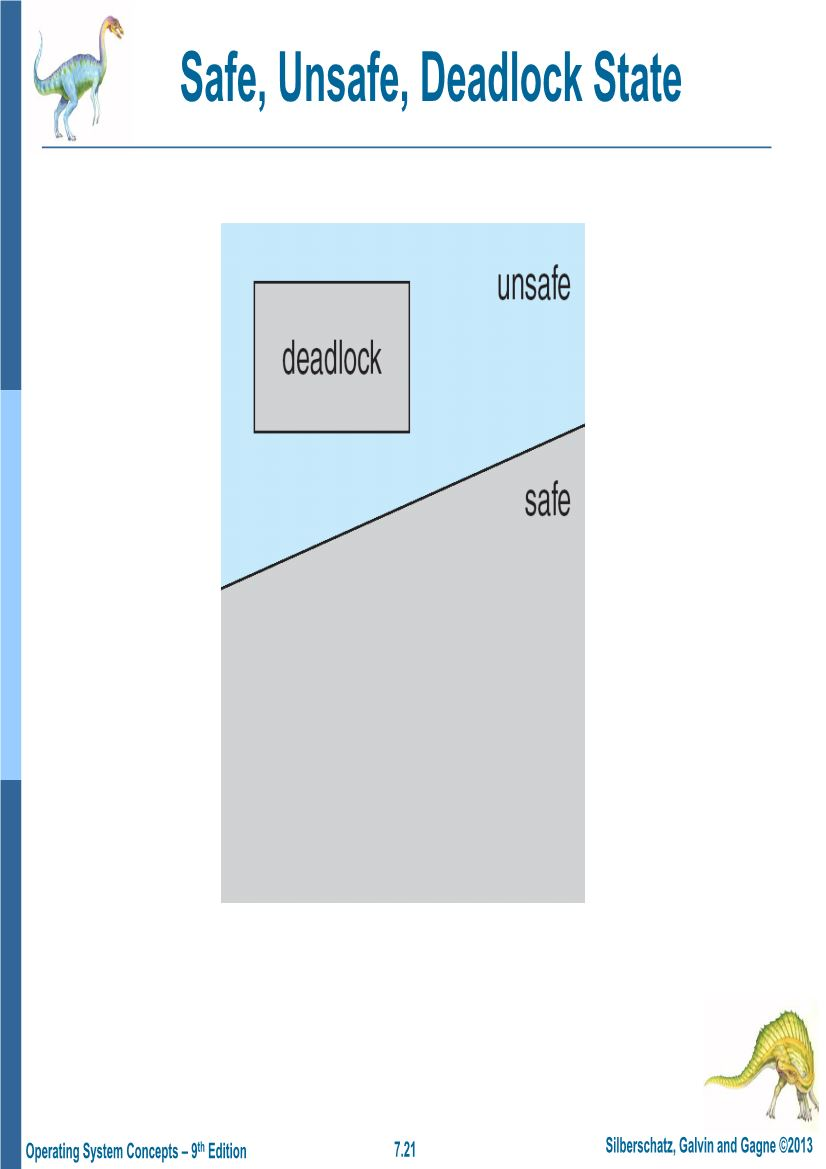 Safe, Unsafe, Deadlock State
unsafe
deadlock
safe
Operating System Concepts – 9th Edition
7.21
Silberschatz, Galvin and Gagne ©2013